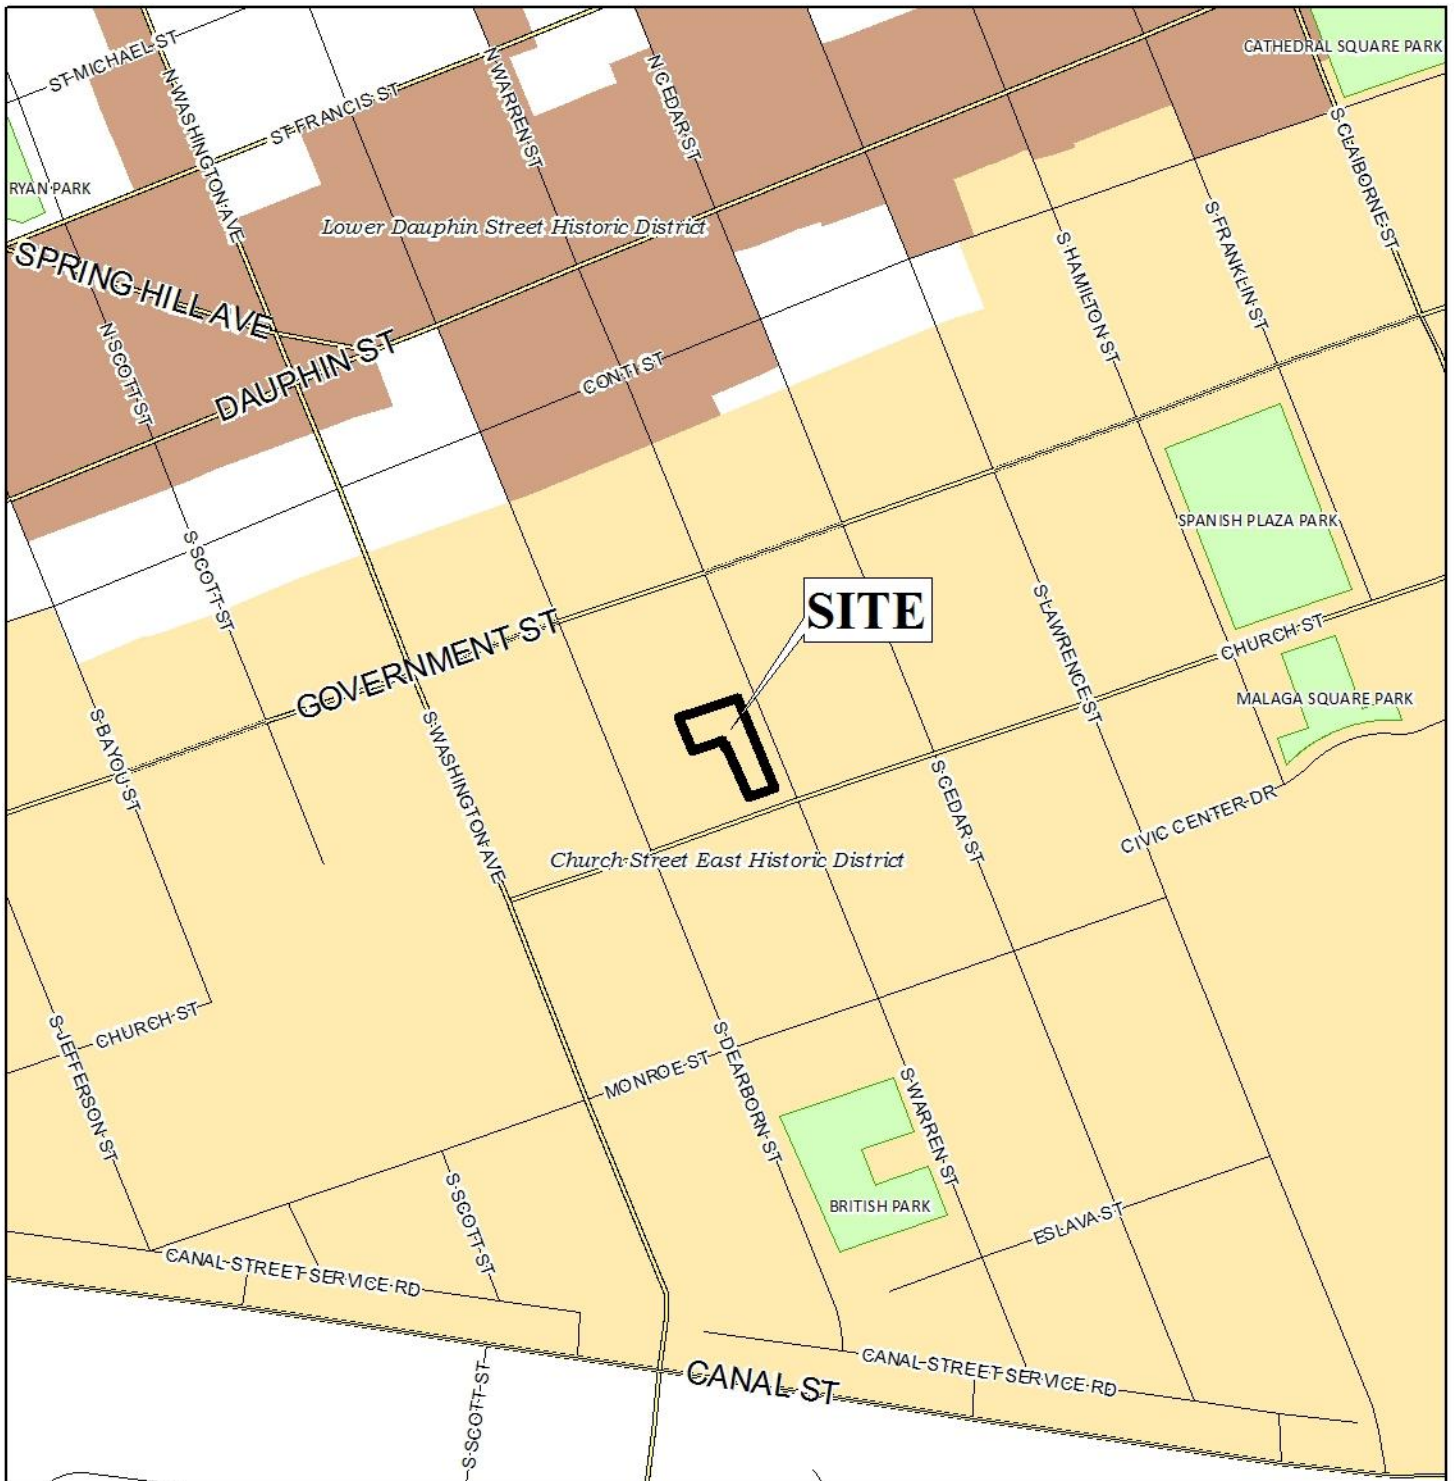 ST MICHAEL ST
N WASHINGTON AVE
ST FRANCIS ST
N WARREN ST
N CEDAR ST
CATHEDRAL SQUARE PARK
S CLAIBORNE ST
RYAN PARK
Lower Dauphin Street Historic District
SPRING HILL AVE
S FRANKLIN ST
S HAMILTON ST
N SCOTT ST
DAUPHIN ST
CONTI ST
SPANISH PLAZA PARK
S SCOTT ST
SITE
GOVERNMENT ST
S LAWRENCE ST
CHURCH ST
MALAGA SQUARE PARK
S BAYOU ST
S WASHINGTON AVE
S CEDAR ST
CIVIC CENTER DR
Church Street East Historic District
CHURCH ST
S JEFFERSON ST
MONROE ST
S DEARBORN ST
S WARREN ST
BRITISH PARK
ESLAVA ST
S SCOTT ST
CANAL STREET SERVICE RD
CANAL STREET SERVICE RD
CANAL ST
S SCOTT ST